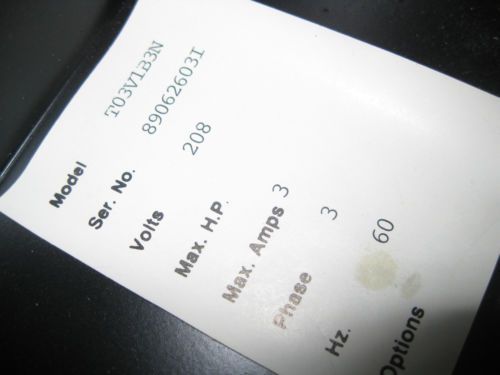 Model T03V1B3N
Ser. No. 89062603I
Volts 208
Max. H.P.
Max. Amps 3
Phase 3
Hz. 60
Options